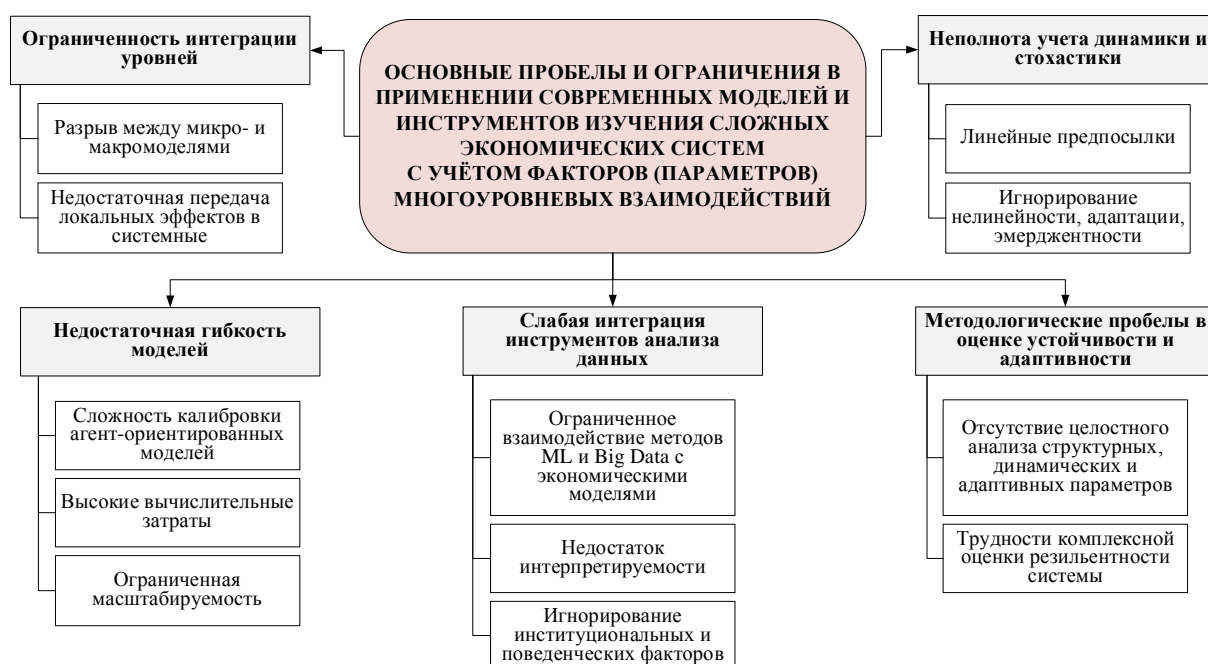 Ограниченность интеграции
уровней
Разрыв между микро- и
макромоделями
Недостаточная передача
локальных эффектов в
системные
ОСНОВНЫЕ ПРОБЕЛЫ И ОГРАНИЧЕНИЯ В
ПРИМЕНЕНИИ СОВРЕМЕННЫХ МОДЕЛЕЙ И
ИНСТРУМЕНТОВ ИЗУЧЕНИЯ СЛОЖНЫХ
ЭКОНОМИЧЕСКИХ СИСТЕМ
С УЧЁТОМ ФАКТОРОВ (ПАРАМЕТРОВ)
МНОГОУРОВНЕВЫХ ВЗАИМОДЕЙСТВИЙ
Неполнота учета динамики и
стохастики
Линейные предпосылки
Игнорирование
нелинейности, адаптации,
эмерджентности
Недостаточная гибкость
моделей
Сложность калибровки
агент-ориентированных
моделей
Высокие вычислительные
затраты
Ограниченная
масштабируемость
Слабая интеграция
инструментов анализа
данных
Ограниченное
взаимодействие методов
ML и Big Data с
экономическими
моделями
Недостаток
интерпретируемости
Игнорирование
институциональных и
поведенческих факторов
Методологические пробелы в
оценке устойчивости и
адаптивности
Отсутствие целостного
анализа структурных,
динамических и
адаптивных параметров
Трудности комплексной
оценки резильентности
системы